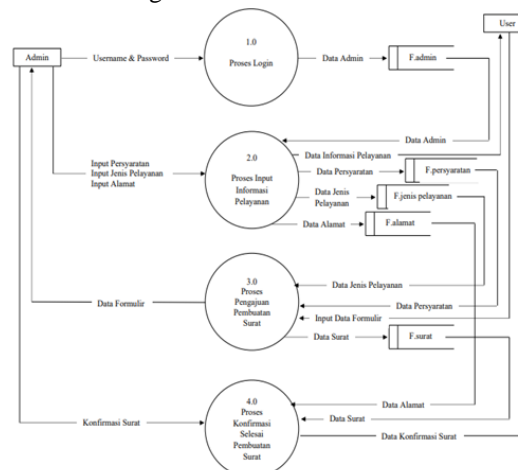 User
1.0
Proses Login
Admin
Username & Password
Data Admin
F.admin
Data Admin
Input Persyaratan
Input Jenis Pelayanan
Input Alamat
2.0
Proses Input
Informasi
Pelayanan
Data Informasi Pelayanan
Data Persyaratan
F.persyaratan
Data Jenis
Pelayanan
F.jenis pelayanan
Data Alamat
F.alamat
3.0
Proses
Pengajuan
Pembuatan
Surat
Data Jenis Pelayanan
Data Formulir
Data Persyaratan
Input Data Formulir
Data Surat
F.surat
4.0
Proses
Konfirmasi
Selesai
Pembuatan
Surat
Data Alamat
Konfirmasi Surat
Data Surat
Data Konfirmasi Surat